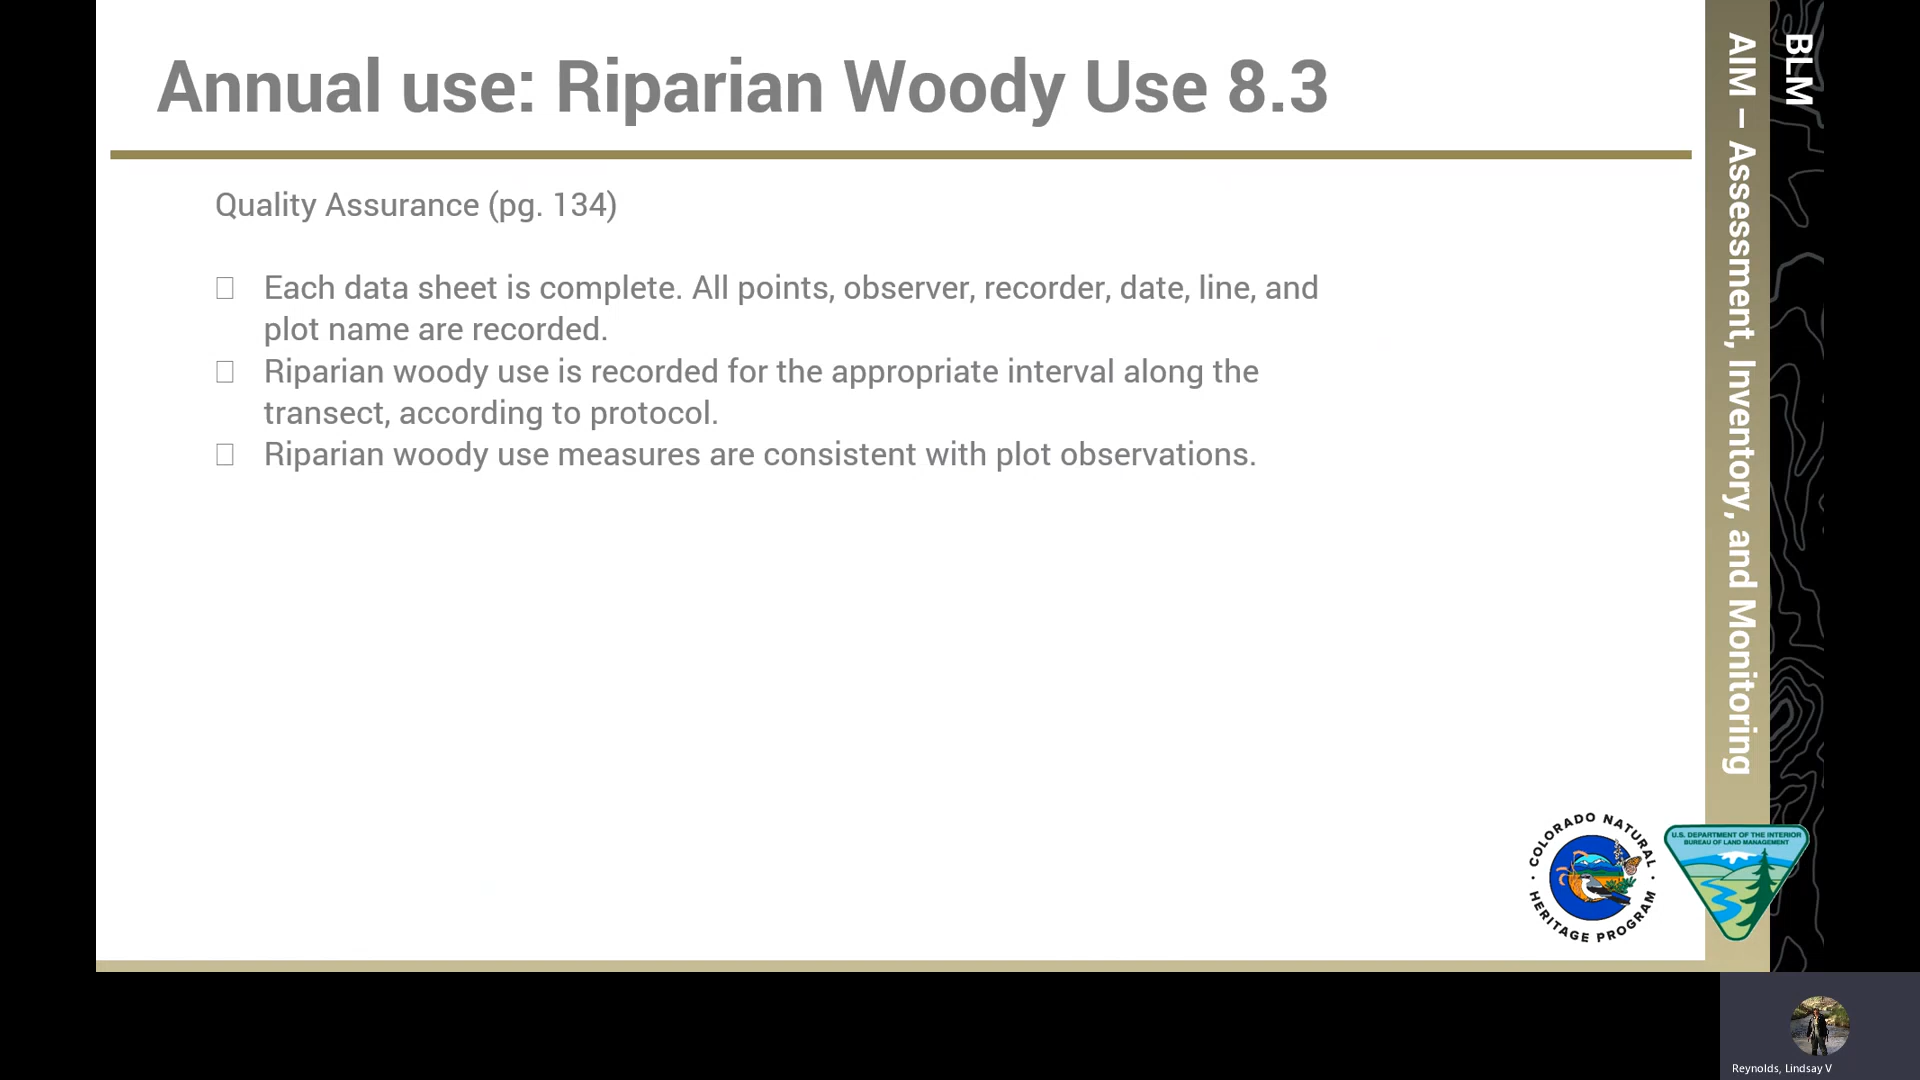 Annual use: Riparian Woody Use 8.3
Quality Assurance (pg. 134)
Each data sheet is complete. All points, observer, recorder, date, line, and
plot name are recorded.
Riparian woody use is recorded for the appropriate interval along the
transect, according to protocol.
Riparian woody use measures are consistent with plot observations.
BLM
AIM – Assessment, Inventory, and Monitoring
COLORADO NATURAL
HERITAGE PROGRAM
U.S. DEPARTMENT OF THE INTERIOR
BUREAU OF LAND MANAGEMENT
Reynolds, Lindsay V